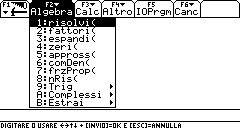 F1 F2 Algebra F3 Calc F4 Altro F5 IOPrgm F6 Canc
1:risolvi(
2:fattori(
3:espandi(
4:zeri(
5:appross(
6:comDen(
7:frzProp(
8:nRis(
9:Trig
A:Complessi
B:Estrai
DIGITARE O USARE ←→↑↓ + [INVIO]=OK E [ESC]=ANNULLA